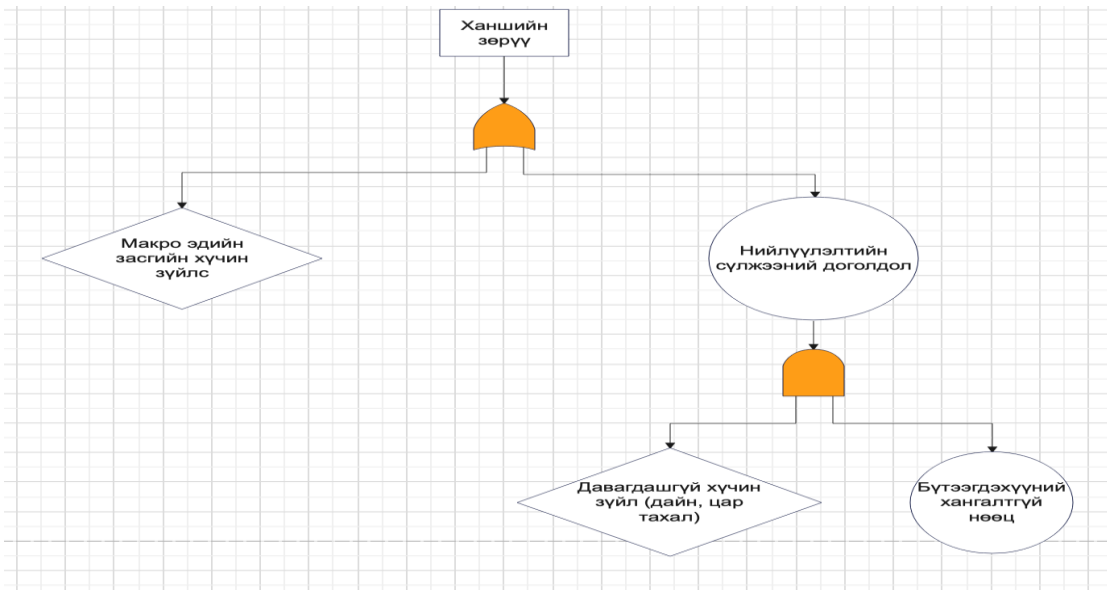 Ханшийн
зөрүү
Макро эдийн
засгийн хүчин
зүйлс
Нийлүүлэлтийн
сүлжээний доголдол
Давагдашгүй хүчин
зүйл (дайн, цар
тахал)
Бүтээгдэхүүний
хангалтгүй
нөөц